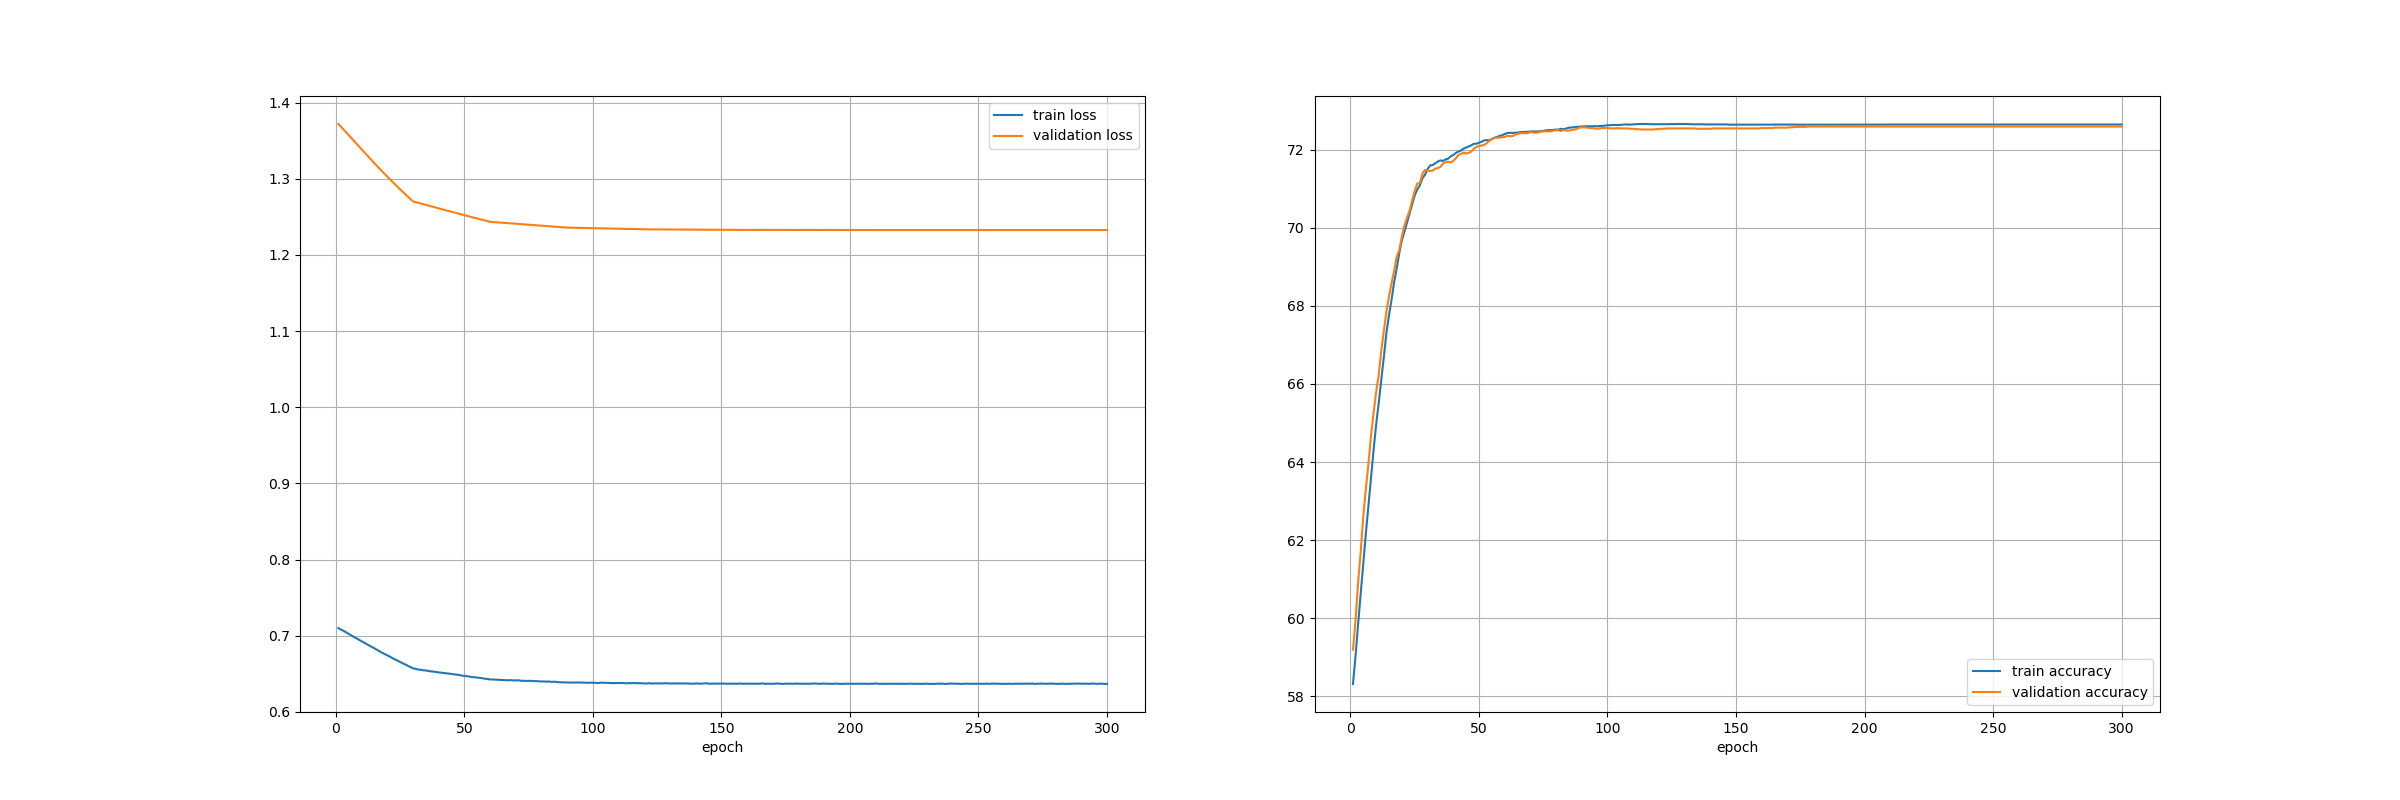 train loss
validation loss
1.4
1.3
1.2
1.1
1.0
0.9
0.8
0.7
0.6
0 50 100 150 200 250 300
epoch
72
70
68
66
64
62
60
58
train accuracy
validation accuracy
0 50 100 150 200 250 300
epoch